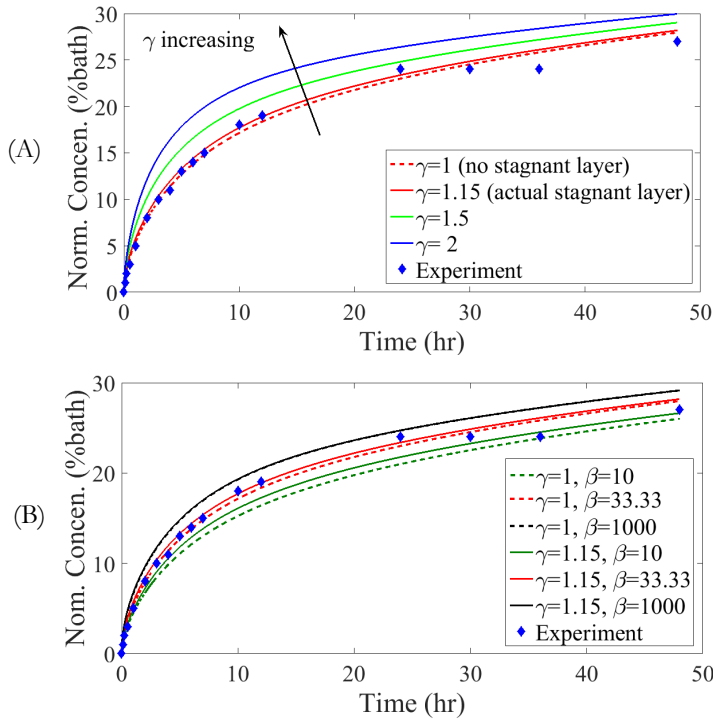 (A)
Norm. Concen. (%bath)
30
25
20
15
10
5
0
γ increasing
γ=1 (no stagnant layer)
γ=1.15 (actual stagnant layer)
γ=1.5
γ= 2
Experiment
0 10 20 30 40 50
Time (hr)
(B)
Norm. Concen. (%bath)
30
20
10
0
γ=1, β=10
γ=1, β=33.33
γ=1, β=1000
γ=1.15, β=10
γ=1.15, β=33.33
γ=1.15, β=1000
Experiment
0 10 20 30 40 50
Time (hr)